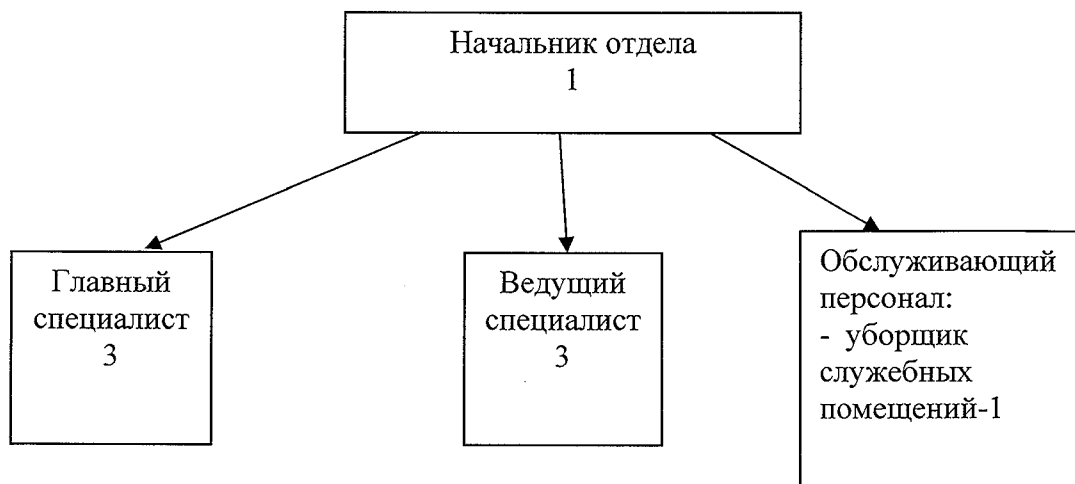 Начальник отдела
1
Главный
специалист
3
Ведущий
специалист
3
Обслуживающий
персонал:
- уборщик
служебных
помещений-1